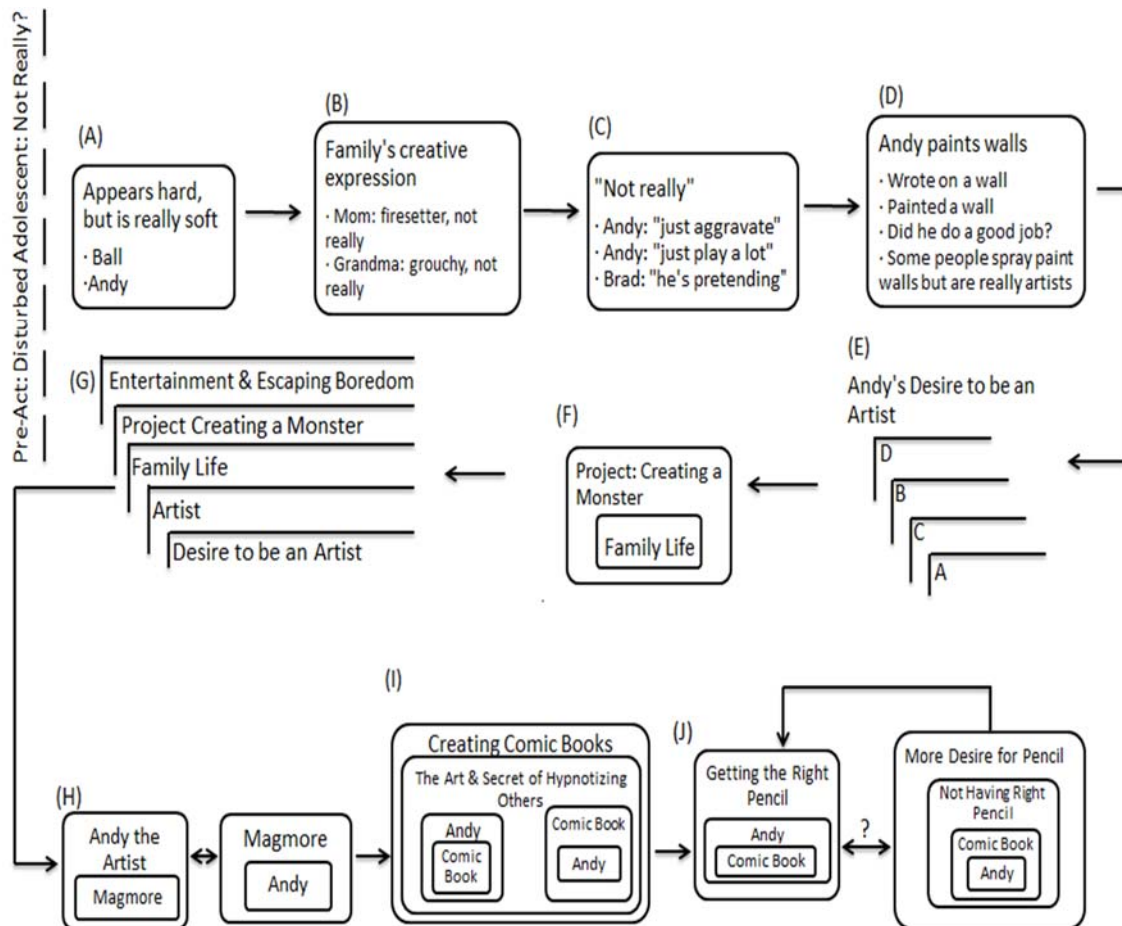 Pre-Act: Disturbed Adolescent: Not Really?
(A)
Appears hard,
but is really soft
· Ball
·Andy
(B)
Family's creative
expression
· Mom: firesetter, not
really
· Grandma: grouchy, not
really
(C)
"Not really"
· Andy: "just aggravate"
· Andy: "just play a lot"
· Brad: "he's pretending"
(D)
Andy paints walls
· Wrote on a wall
· Painted a wall
· Did he do a good job?
· Some people spray paint
walls but are really artists
(E)
Andy's Desire to be an
Artist
D
B
C
A
(F)
Project: Creating a
Monster
Family Life
(G)
Entertainment & Escaping Boredom
Project Creating a Monster
Family Life
Artist
Desire to be an Artist
(H)
Andy the
Artist
Magmore
Magmore
Andy
(I)
Creating Comic Books
The Art & Secret of Hypnotizing
Others
Andy
Comic
Book
Comic Book
Andy
(J)
Getting the Right
Pencil
Andy
Comic Book
?
More Desire for Pencil
Not Having Right
Pencil
Comic Book
Andy